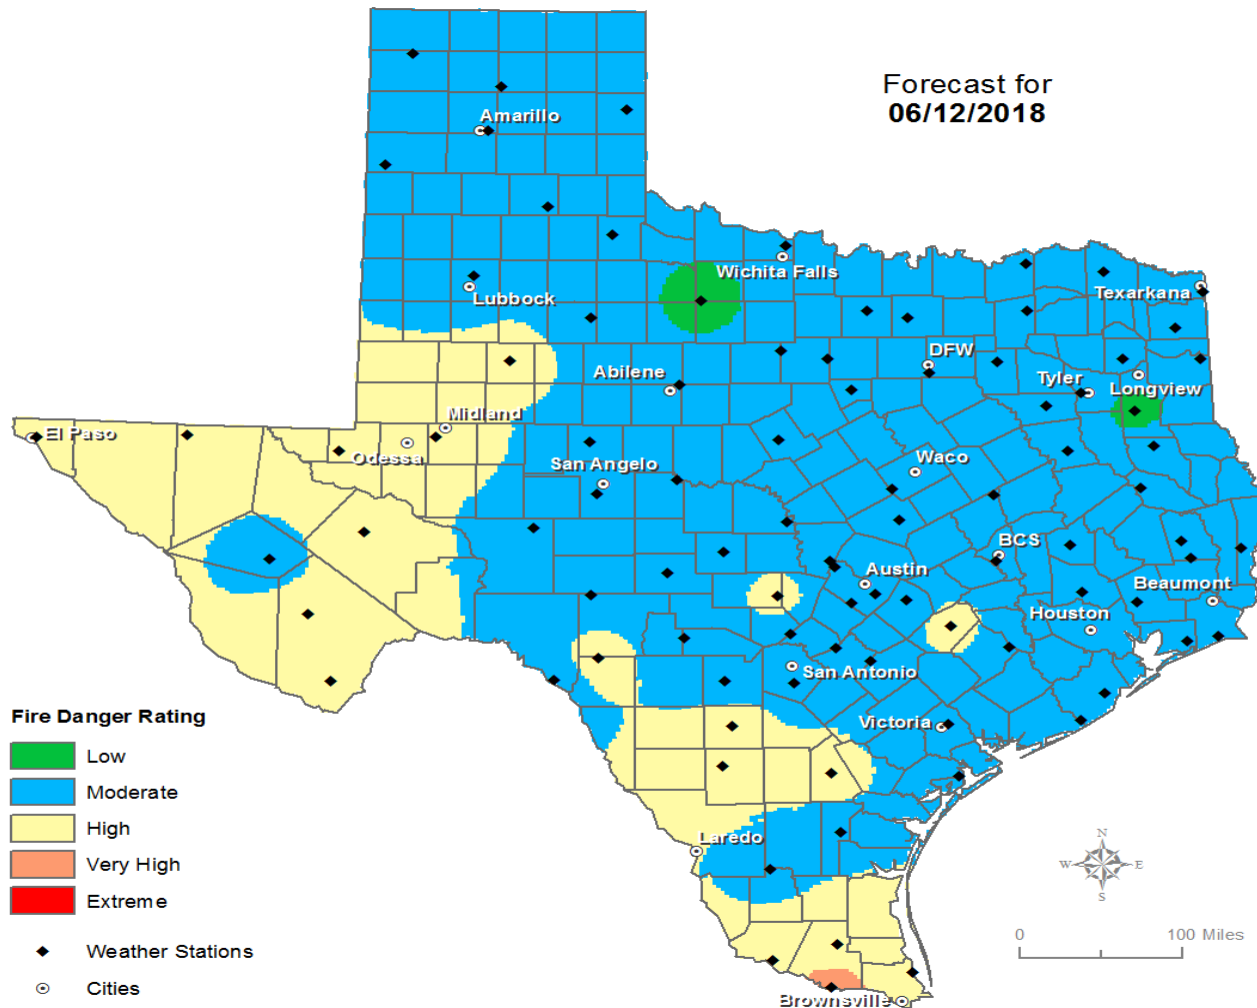 Forecast for
06/12/2018
Amarillo
Wichita Falls
Lubbock
Texarkana
DFW
Abilene
Tyler
Longview
Midland
El Paso
Odessa
San Angelo
Waco
BCS
Austin
Beaumont
Houston
San Antonio
Victoria
Laredo
Brownsville
Fire Danger Rating
Low
Moderate
High
Very High
Extreme
Weather Stations
Cities
N
W E
S
0 100 Miles